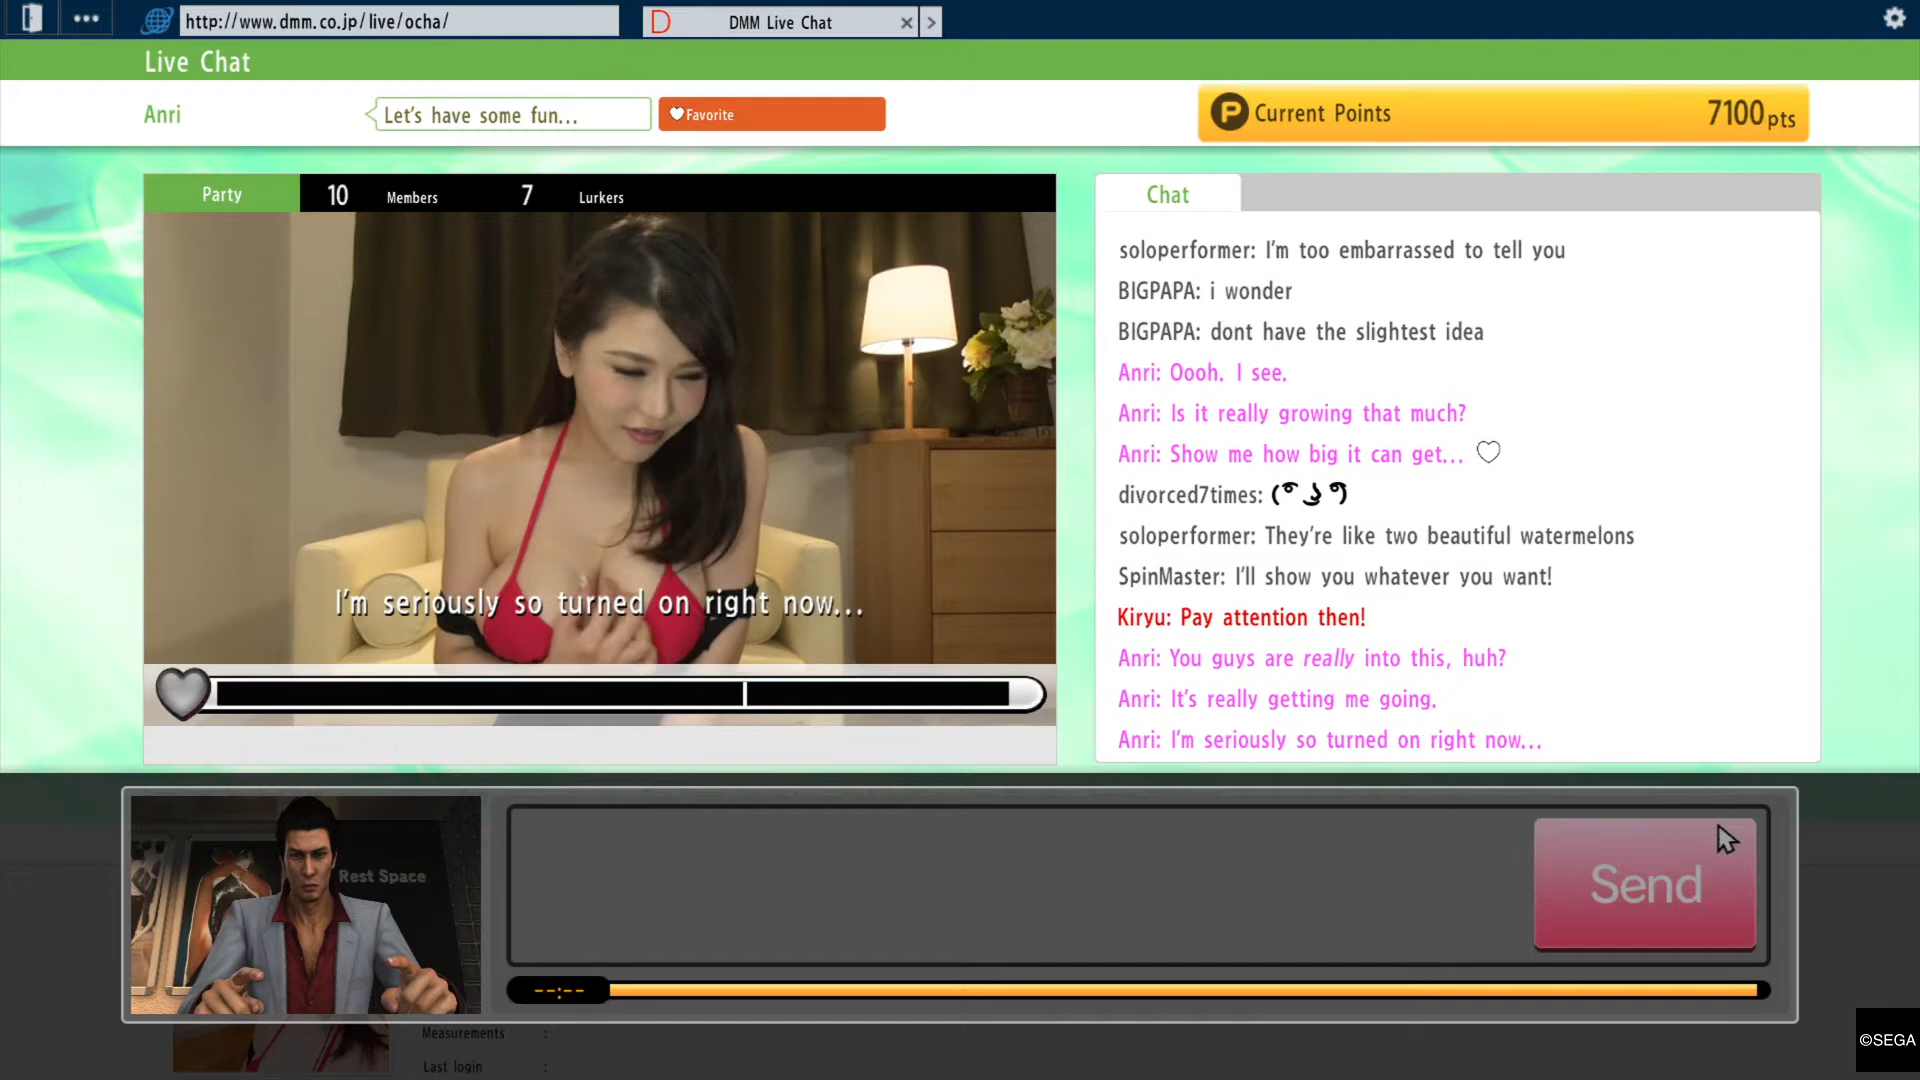 http://www.dmm.co.jp/live/ocha/
DMM Live Chat
Live Chat
Anri
Let's have some fun...
Favorite
P Current Points
7100 pts
Party
10 Members
7 Lurkers
I'm seriously so turned on right now...
Chat
soloperformer: I'm too embarrassed to tell you
BIGPAPA: i wonder
BIGPAPA: dont have the slightest idea
Anri: Oooh. I see.
Anri: Is it really growing that much?
Anri: Show me how big it can get... ♡
divorced7times: ( ͡° ͜ʖ ͡°)
soloperformer: They're like two beautiful watermelons
SpinMaster: I'll show you whatever you want!
Kiryu: Pay attention then!
Anri: You guys are really into this, huh?
Anri: It's really getting me going.
Anri: I'm seriously so turned on right now...
Rest Space
Send
--:--
Measurements :
Last login :
©SEGA